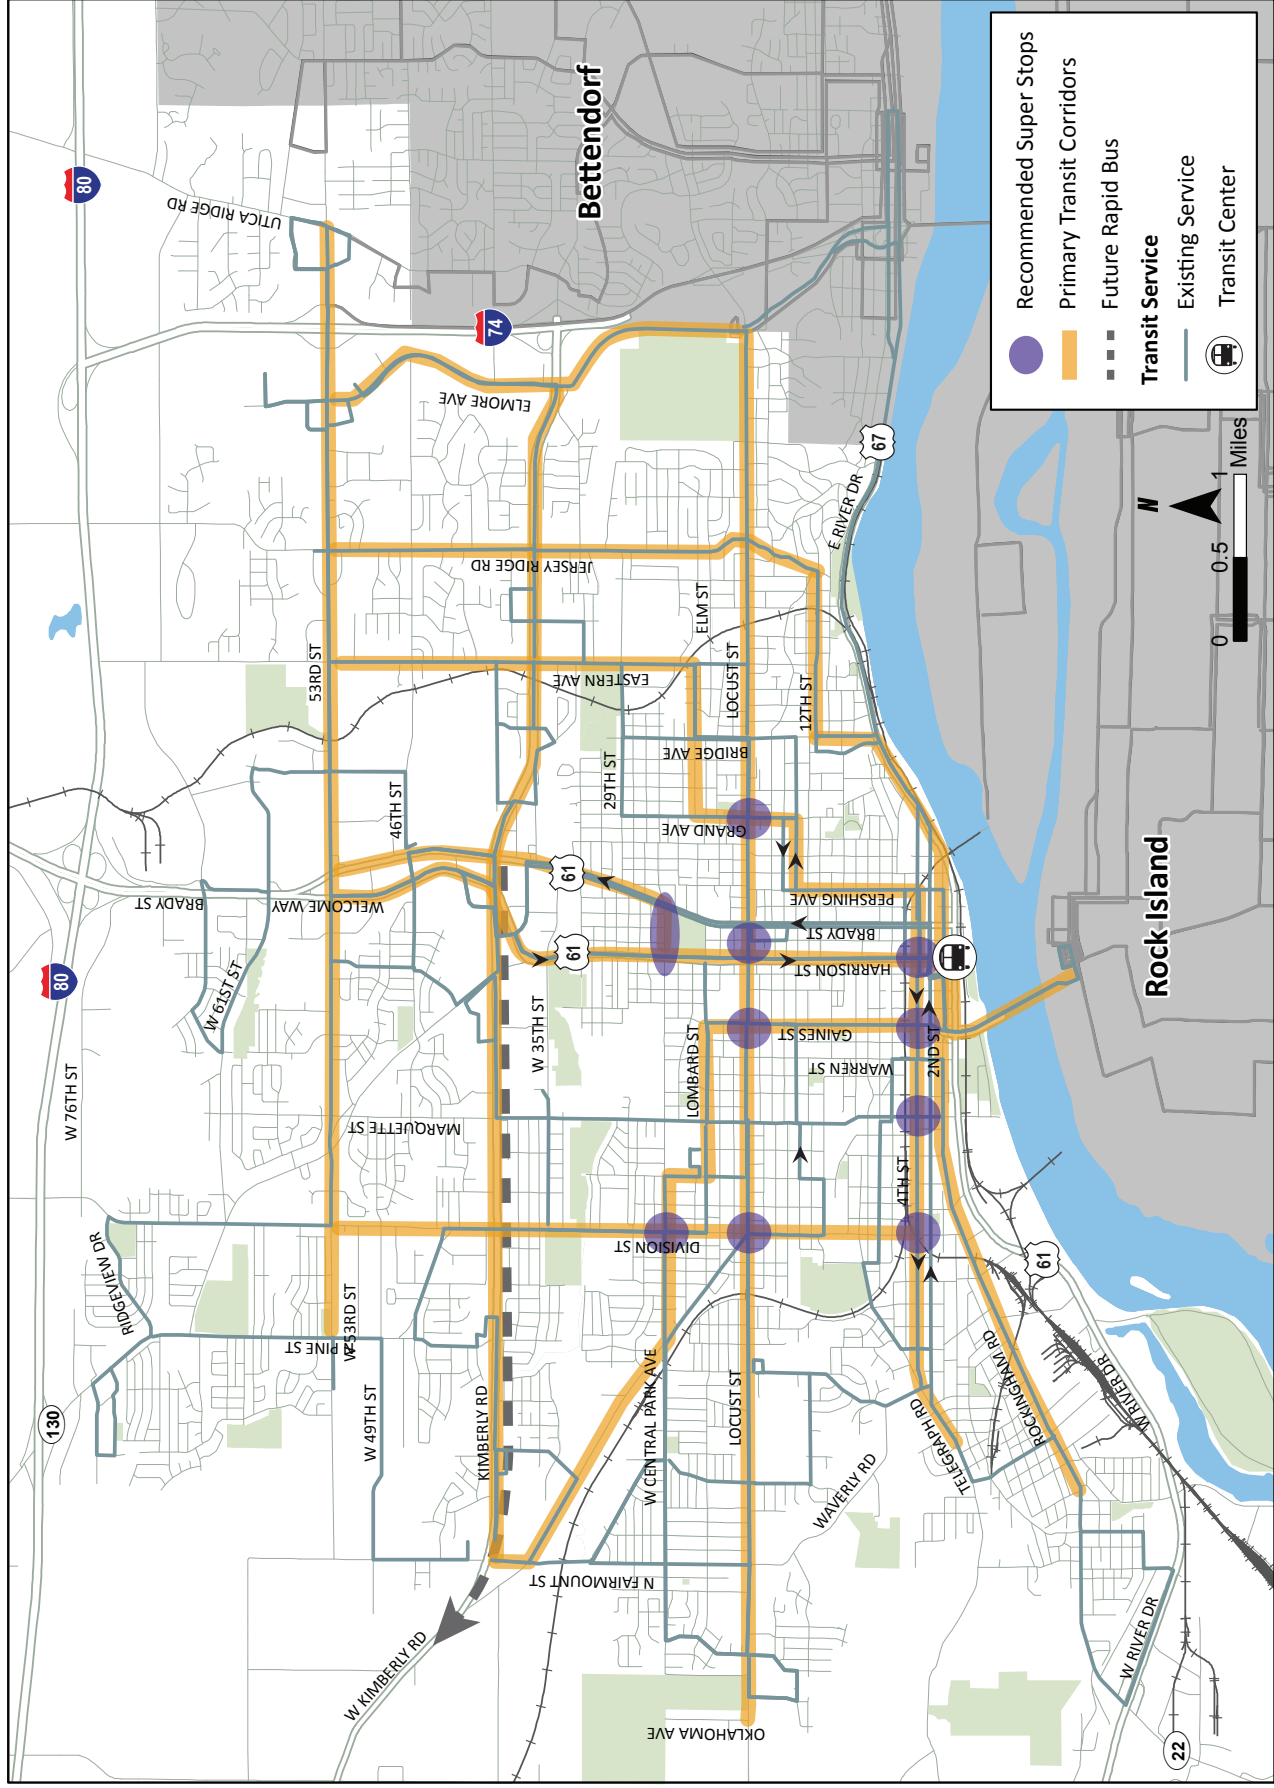 Recommended Super Stops
Primary Transit Corridors
Future Rapid Bus
Transit Service
Existing Service
Transit Center
N
0 0.5 1
Miles
Bettendorf
Rock Island
80
80
74
61
61
61
67
130
22
UTICA RIDGE RD
ELMORE AVE
JERSEY RIDGE RD
E RIVER DR
ELM ST
53RD ST
EASTERN AVE
LOCUST ST
12TH ST
BRIDGE AVE
29TH ST
46TH ST
GRAND AVE
PERSHING AVE
BRADY ST
WELCOME WAY
BRADY ST
HARRISON ST
W 61ST ST
W 76TH ST
W 35TH ST
GAINES ST
2ND ST
LOMBARD ST
WARREN ST
MARQUETTE ST
4TH ST
DIVISION ST
RIDGEVIEW DR
N PINE ST
W 53RD ST
W 49TH ST
KIMBERLY RD
W CENTRAL PARK AVE
LOCUST ST
TELEGRAPH RD
ROCKINGHAM RD
W RIVER DR
WAVERLY RD
N FAIRMOUNT ST
W KIMBERLY RD
W RIVER DR
OKLAHOMA AVE